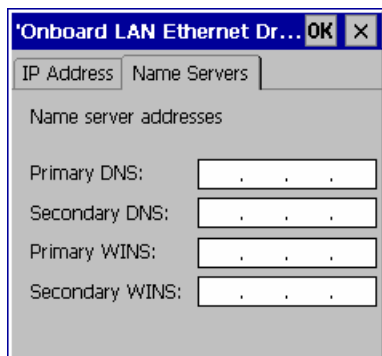 'Onboard LAN Ethernet Dr... OK ×
IP Address Name Servers
Name server addresses
Primary DNS: . . .
Secondary DNS: . . .
Primary WINS: . . .
Secondary WINS: . . .